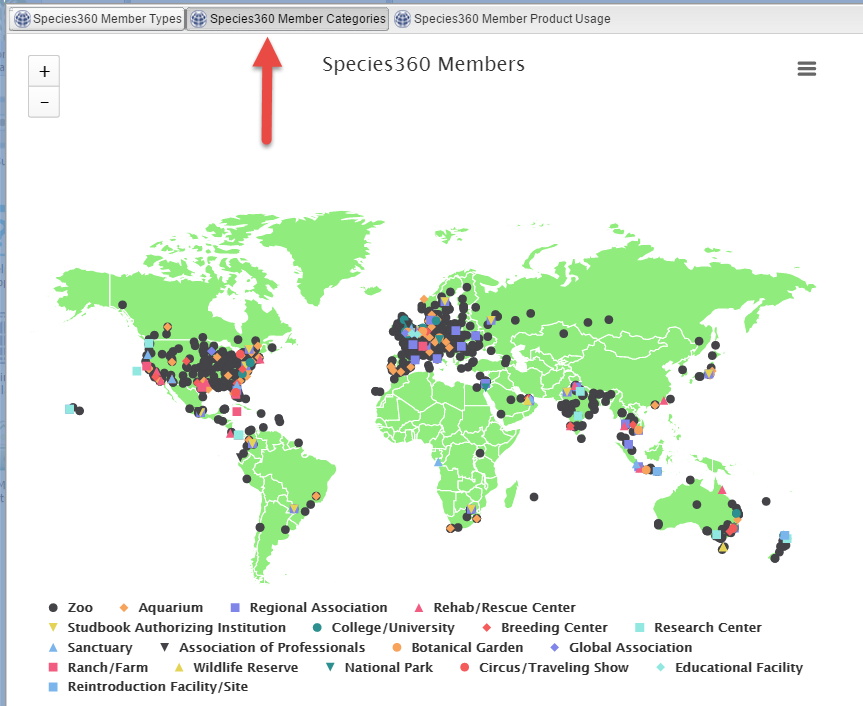 Species360 Member Types Species360 Member Categories Species360 Member Product Usage
Species360 Members
+
−
Zoo Aquarium Regional Association Rehab/Rescue Center
Studbook Authorizing Institution College/University Breeding Center Research Center
Sanctuary Association of Professionals Botanical Garden Global Association
Ranch/Farm Wildlife Reserve National Park Circus/Traveling Show Educational Facility
Reintroduction Facility/Site